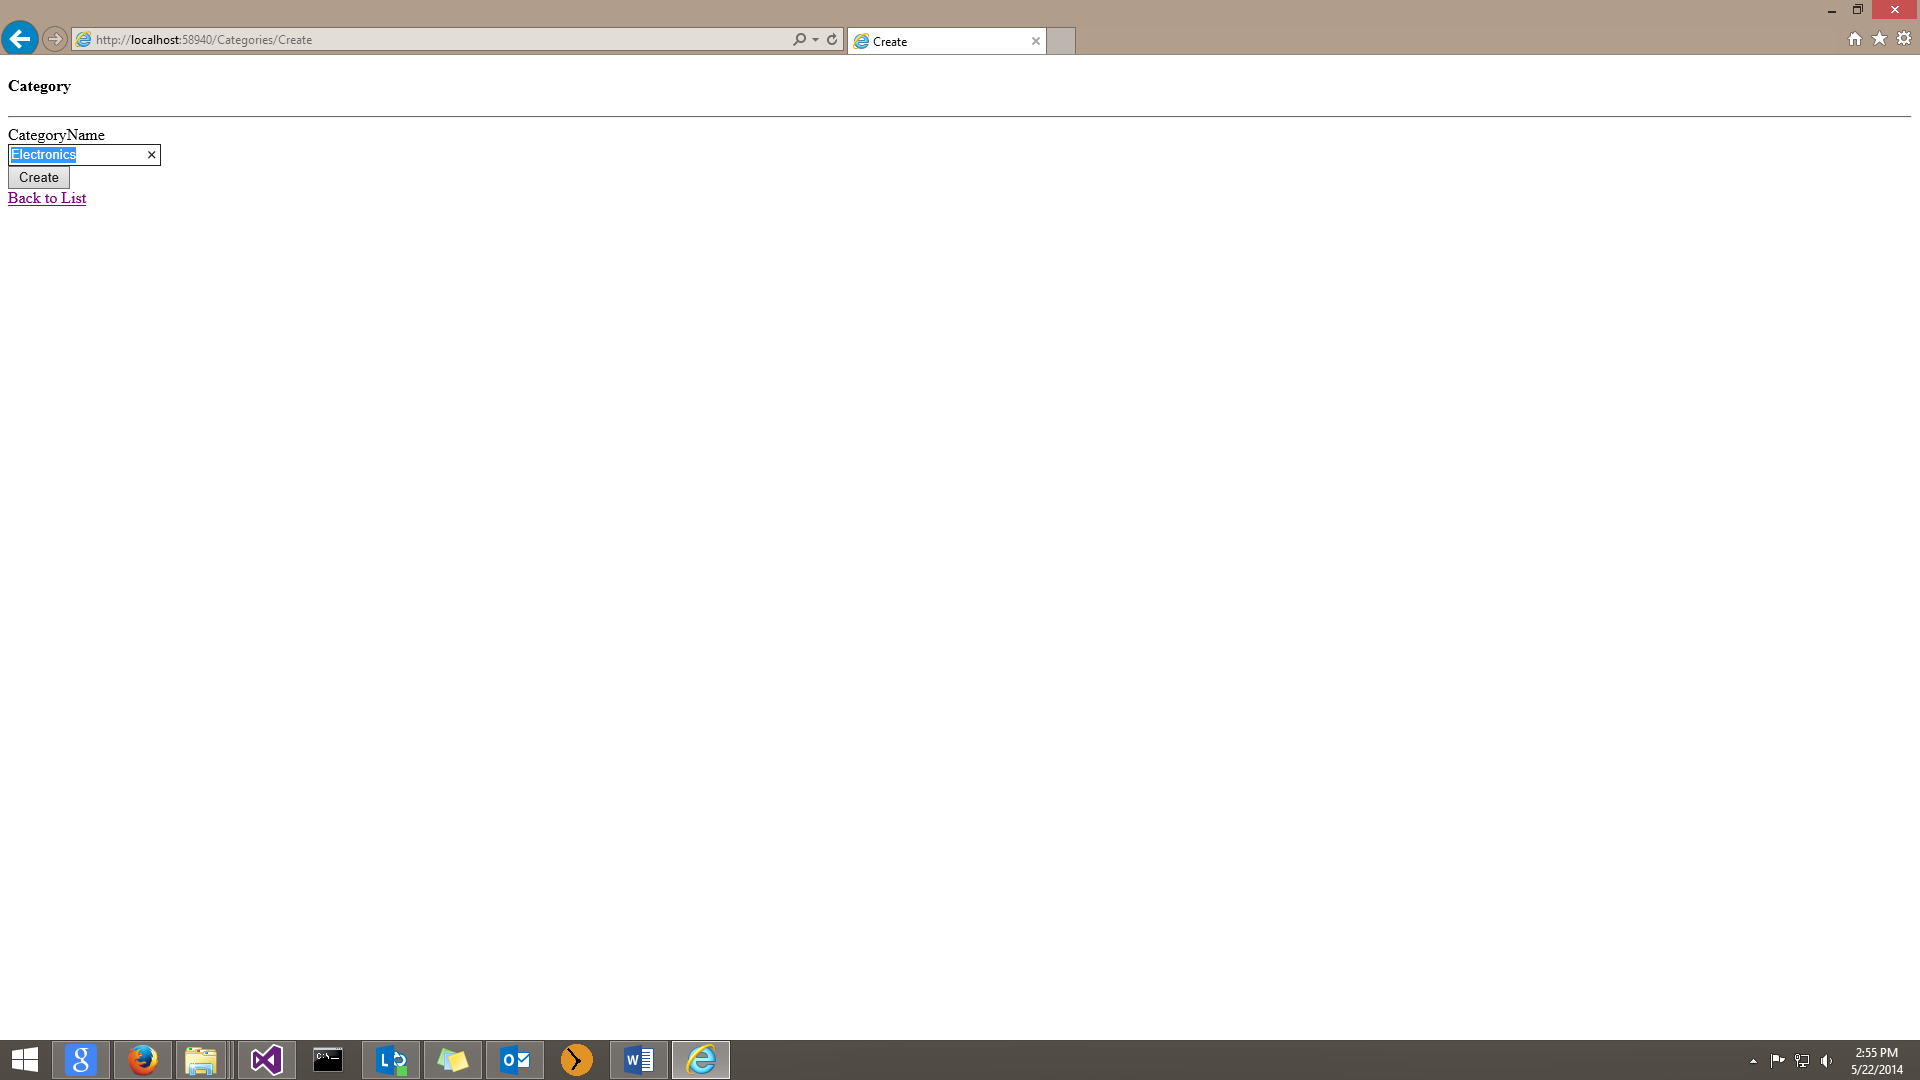 http://localhost:58940/Categories/Create
Create
Category
CategoryName
Electronics
Create
Back to List
2:55 PM
5/22/2014